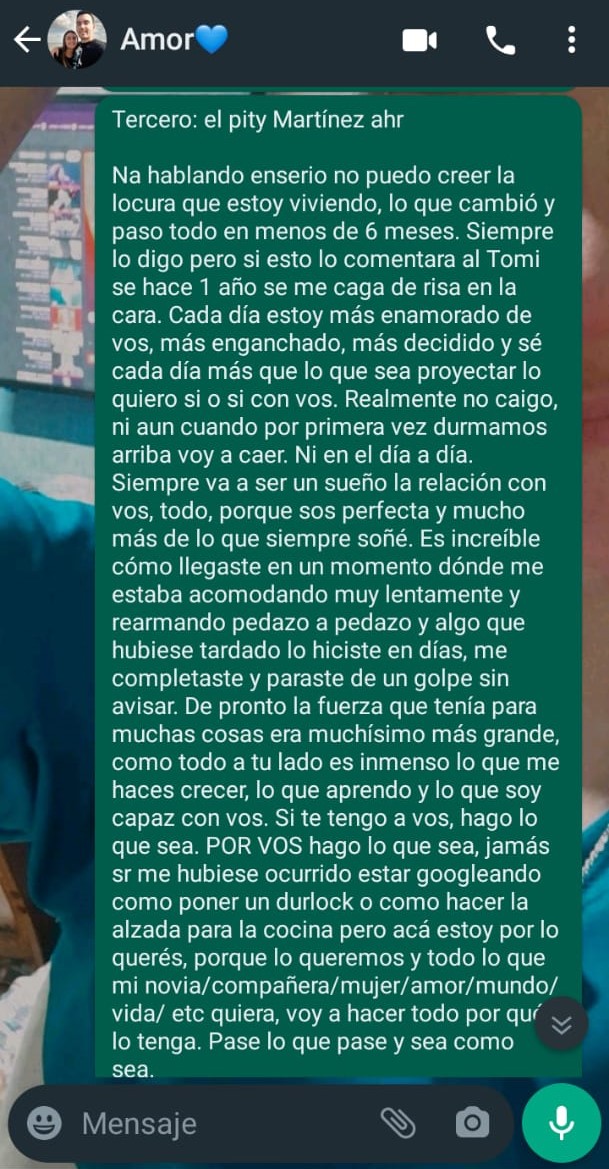 Amor💙
Tercero: el pity Martínez ahr
Na hablando enserio no puedo creer la
locura que estoy viviendo, lo que cambió y
paso todo en menos de 6 meses. Siempre
lo digo pero si esto lo comentara al Tomi
se hace 1 año se me caga de risa en la
cara. Cada día estoy más enamorado de
vos, más enganchado, más decidido y sé
cada día más que lo que sea proyectar lo
quiero si o si con vos. Realmente no caigo,
ni aun cuando por primera vez durmamos
arriba voy a caer. Ni en el día a día.
Siempre va a ser un sueño la relación con
vos, todo, porque sos perfecta y mucho
más de lo que siempre soñé. Es increíble
cómo llegaste en un momento dónde me
estaba acomodando muy lentamente y
rearmando pedazo a pedazo y algo que
hubiese tardado lo hiciste en días, me
completaste y paraste de un golpe sin
avisar. De pronto la fuerza que tenía para
muchas cosas era muchísimo más grande,
como todo a tu lado es inmenso lo que me
haces crecer, lo que aprendo y lo que soy
capaz con vos. Si te tengo a vos, hago lo
que sea. POR VOS hago lo que sea, jamás
sr me hubiese ocurrido estar googleando
como poner un durlock o como hacer la
alzada para la cocina pero acá estoy por lo
querés, porque lo queremos y todo lo que
mi novia/compañera/mujer/amor/mundo/
vida/ etc quiera, voy a hacer todo por qué
lo tenga. Pase lo que pase y sea como
sea.
Mensaje